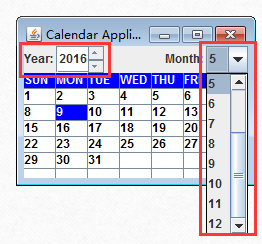 Calendar Appli...
Year: 2016 Month: 5
SUN MON TUE WED THU FRI
1 2 3 4 5 6
8 9 10 11 12 13
15 16 17 18 19 20
22 23 24 25 26 27
29 30 31
5
6
7
8
9
10
11
12